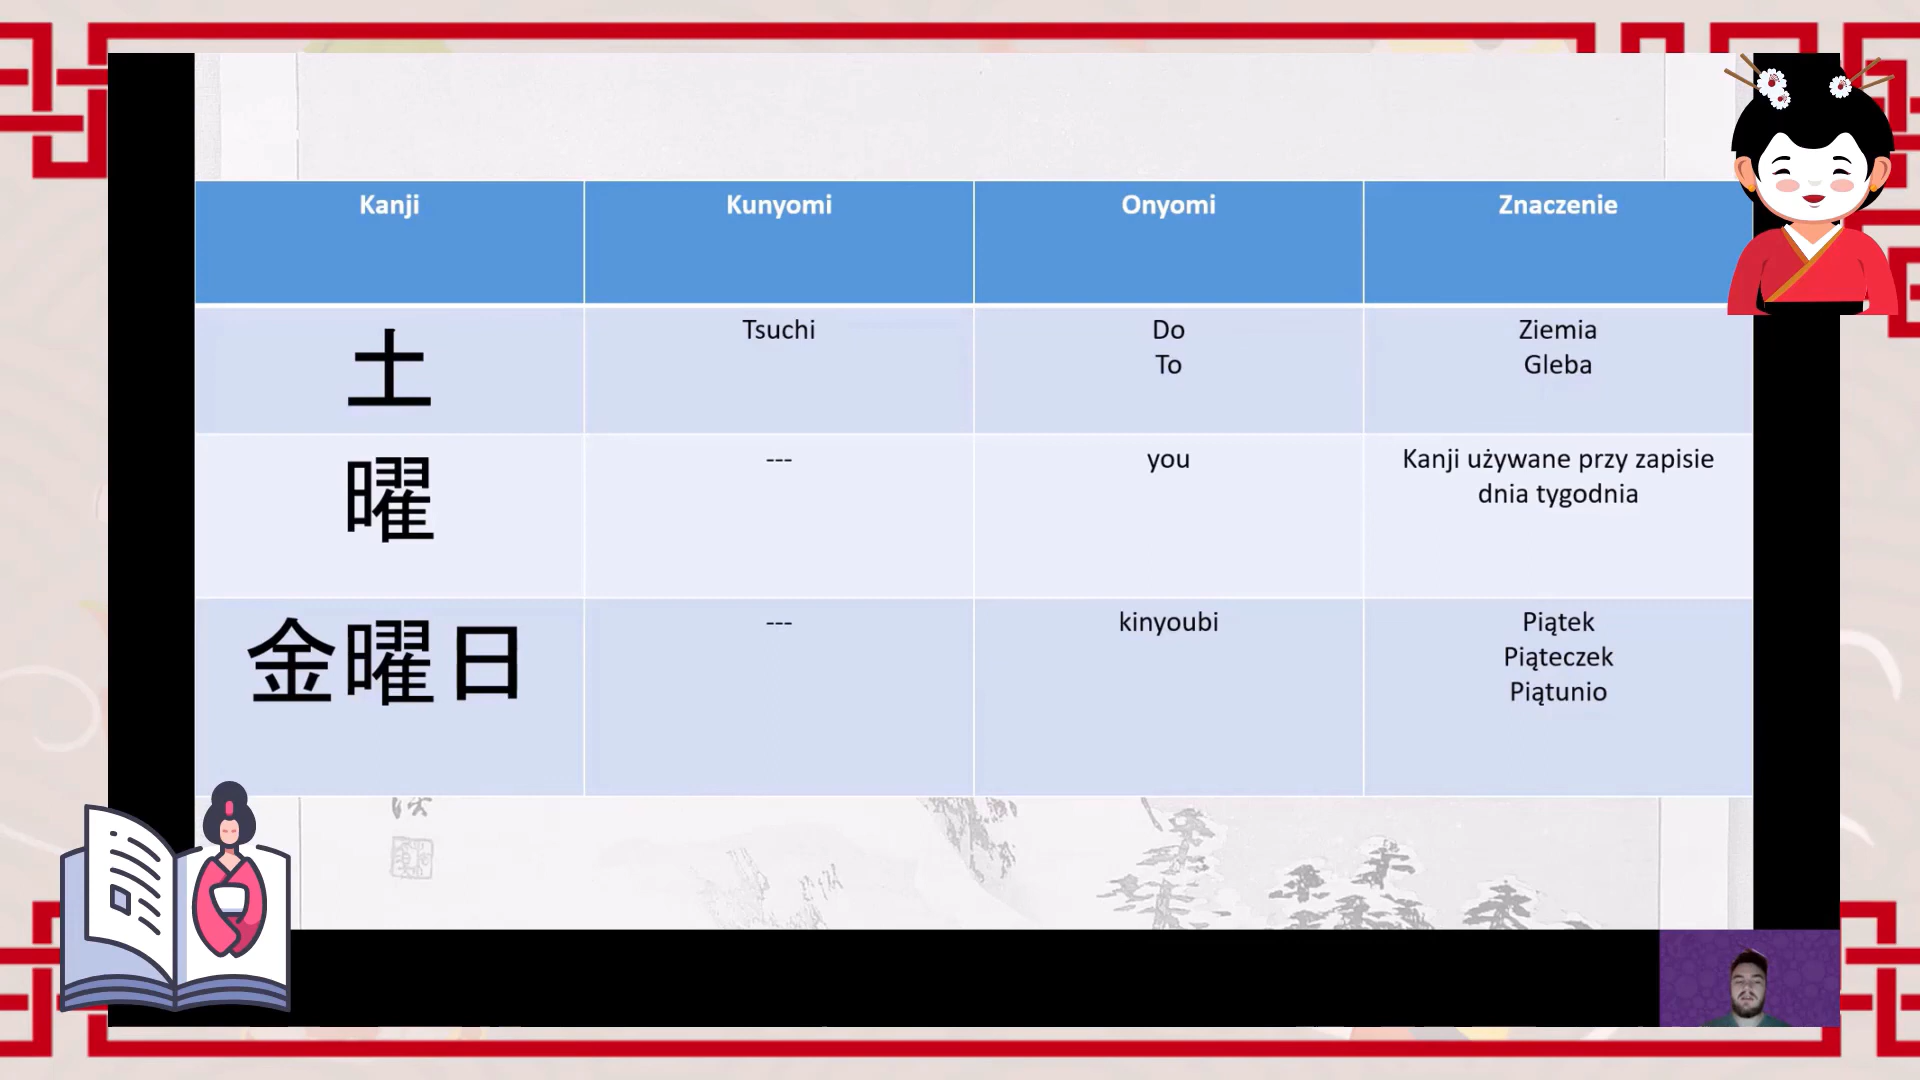 Kanji Kunyomi Onyomi Znaczenie
土 Tsuchi Do Ziemia
To Gleba
曜 --- you Kanji używane przy zapisie
dnia tygodnia
金曜日 --- kinyoubi Piątek
Piąteczek
Piątunio